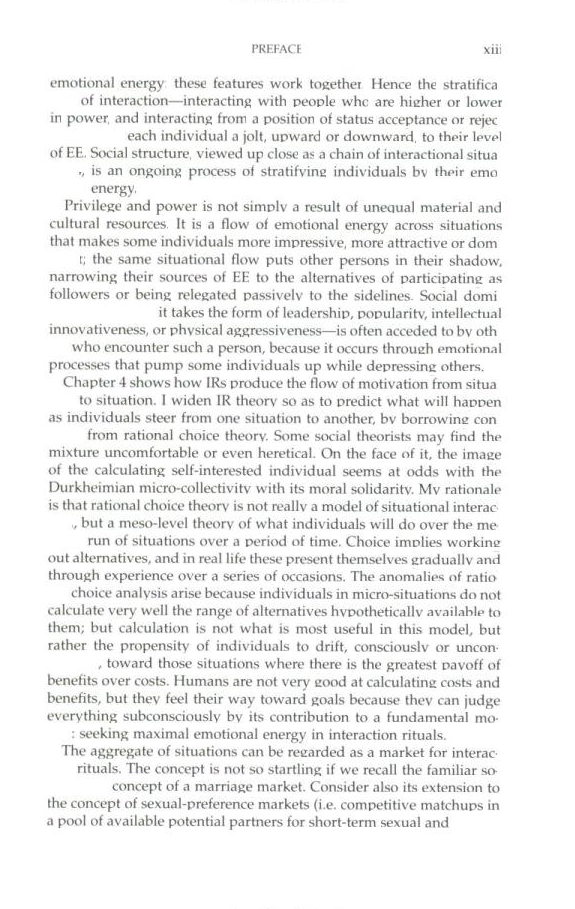 PREFACE xiii
emotional energy these features work together Hence the stratifica
of interaction—interacting with people who are higher or lower
in power, and interacting from a position of status acceptance or rejec
each individual a jolt, upward or downward, to their level
of EE. Social structure, viewed up close as a chain of interactional situa
., is an ongoing process of stratifying individuals by their emo
energy.
Privilege and power is not simply a result of unequal material and
cultural resources. It is a flow of emotional energy across situations
that makes some individuals more impressive, more attractive or dom
t; the same situational flow puts other persons in their shadow,
narrowing their sources of EE to the alternatives of participating as
followers or being relegated passively to the sidelines. Social domi
it takes the form of leadership, popularity, intellectual
innovativeness, or physical aggressiveness—is often acceded to by oth
who encounter such a person, because it occurs through emotional
processes that pump some individuals up while depressing others.
Chapter 4 shows how IRs produce the flow of motivation from situa
to situation. I widen IR theory so as to predict what will happen
as individuals steer from one situation to another, by borrowing con
from rational choice theory. Some social theorists may find the
mixture uncomfortable or even heretical. On the face of it, the image
of the calculating self-interested individual seems at odds with the
Durkheimian micro-collectivity with its moral solidarity. My rationale
is that rational choice theory is not really a model of situational interac-
., but a meso-level theory of what individuals will do over the me
run of situations over a period of time. Choice implies working
out alternatives, and in real life these present themselves gradually and
through experience over a series of occasions. The anomalies of ratio
choice analysis arise because individuals in micro-situations do not
calculate very well the range of alternatives hypothetically available to
them; but calculation is not what is most useful in this model, but
rather the propensity of individuals to drift, consciously or uncon-
, toward those situations where there is the greatest payoff of
benefits over costs. Humans are not very good at calculating costs and
benefits, but they feel their way toward goals because they can judge
everything subconsciously by its contribution to a fundamental mo-
: seeking maximal emotional energy in interaction rituals.
The aggregate of situations can be regarded as a market for interac-
rituals. The concept is not so startling if we recall the familiar so
concept of a marriage market. Consider also its extension to
the concept of sexual-preference markets (i.e. competitive matchups in
a pool of available potential partners for short-term sexual and